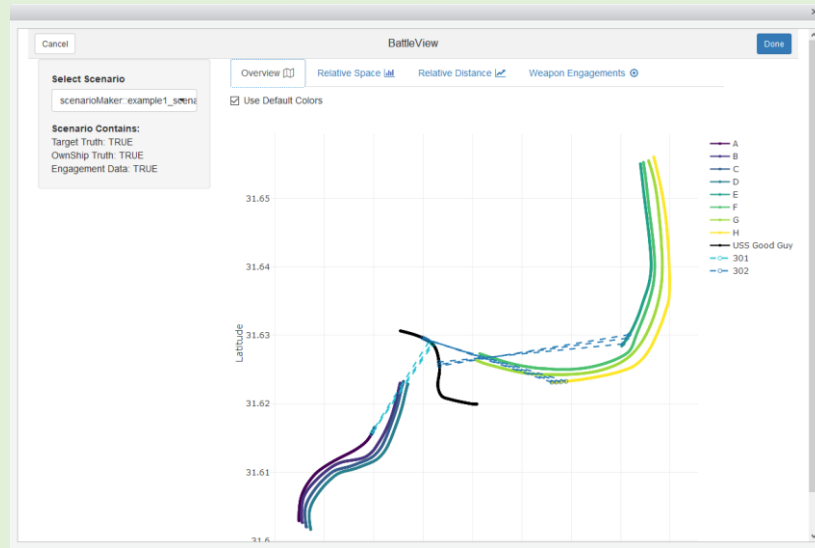 Cancel
BattleView
Done
Select Scenario
scenarioMaker::example1_scena
Scenario Contains:
Target Truth: TRUE
OwnShip Truth: TRUE
Engagement Data: TRUE
Overview
Relative Space
Relative Distance
Weapon Engagements
Use Default Colors
31.65
31.64
31.63
31.62
31.61
31.6
Latitude
A
B
C
D
E
F
G
H
USS Good Guy
301
302